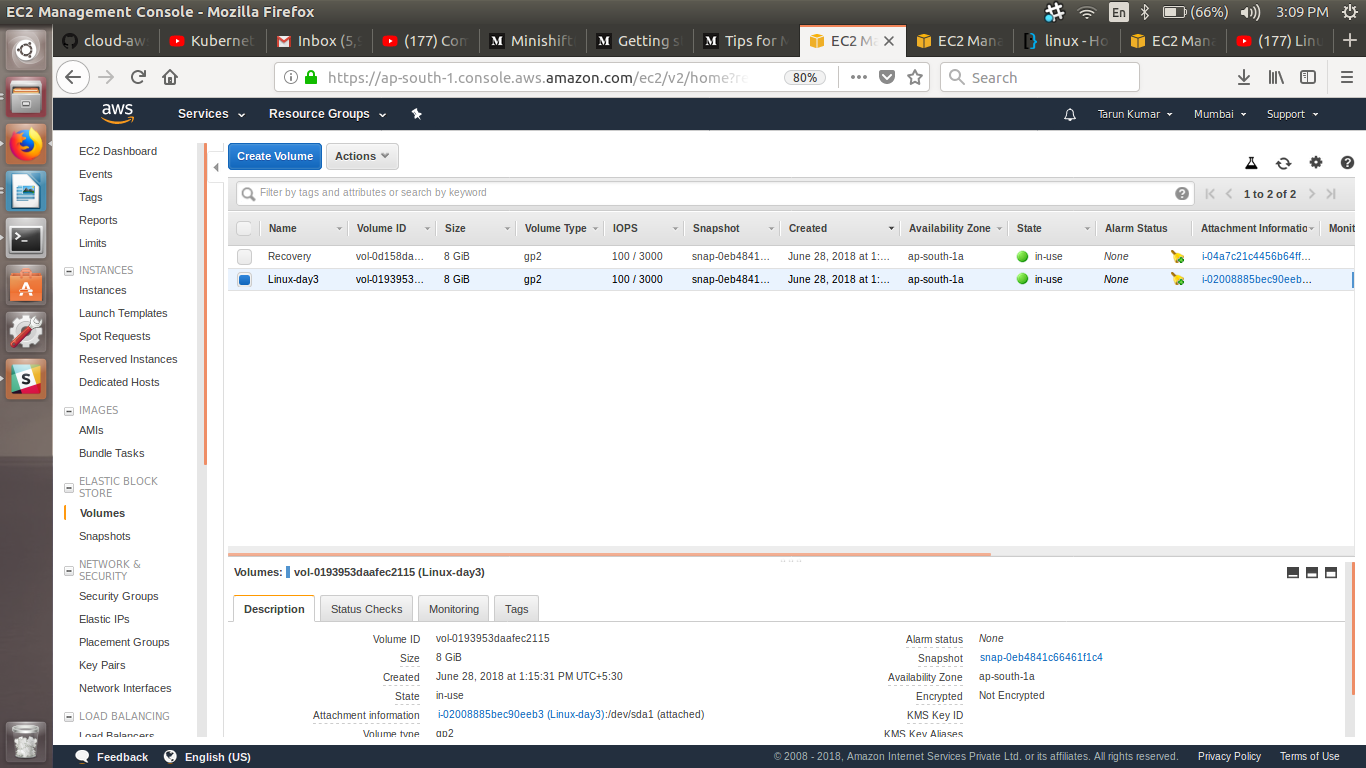 EC2 Management Console - Mozilla Firefox
En (66%) 3:09 PM
cloud-aw Kubernet Inbox (5, (177) Con Minishift Getting s Tips for M EC2 Ma EC2 Mana linux - Ho EC2 Mana (177) Linu
https://ap-south-1.console.aws.amazon.com/ec2/v2/home?re 80% Search
aws Services Resource Groups Tarun Kumar Mumbai Support
EC2 Dashboard
Events
Tags
Reports
Limits
INSTANCES
Instances
Launch Templates
Spot Requests
Reserved Instances
Dedicated Hosts
IMAGES
AMIs
Bundle Tasks
ELASTIC BLOCK
STORE
Volumes
Snapshots
NETWORK &
SECURITY
Security Groups
Elastic IPs
Placement Groups
Key Pairs
Network Interfaces
LOAD BALANCING
Load Balancers
Create Volume Actions
Filter by tags and attributes or search by keyword 1 to 2 of 2
Name Volume ID Size Volume Type IOPS Snapshot Created Availability Zone State Alarm Status Attachment Informatio Monit
Recovery vol-0d158da... 8 GiB gp2 100 / 3000 snap-0eb4841... June 28, 2018 at 1:... ap-south-1a in-use None i-04a7c21c4456b64ff...
Linux-day3 vol-0193953... 8 GiB gp2 100 / 3000 snap-0eb4841... June 28, 2018 at 1:... ap-south-1a in-use None i-02008885bec90eeb...
Volumes: vol-0193953daafec2115 (Linux-day3)
Description Status Checks Monitoring Tags
Volume ID vol-0193953daafec2115
Size 8 GiB
Created June 28, 2018 at 1:15:31 PM UTC+5:30
State in-use
Attachment information i-02008885bec90eeb3 (Linux-day3):/dev/sda1 (attached)
Volume type gp2
Alarm status None
Snapshot snap-0eb4841c66461f1c4
Availability Zone ap-south-1a
Encrypted Not Encrypted
KMS Key ID
KMS Key Aliases
Feedback English (US) © 2008 - 2018, Amazon Internet Services Private Ltd. or its affiliates. All rights reserved. Privacy Policy Terms of Use